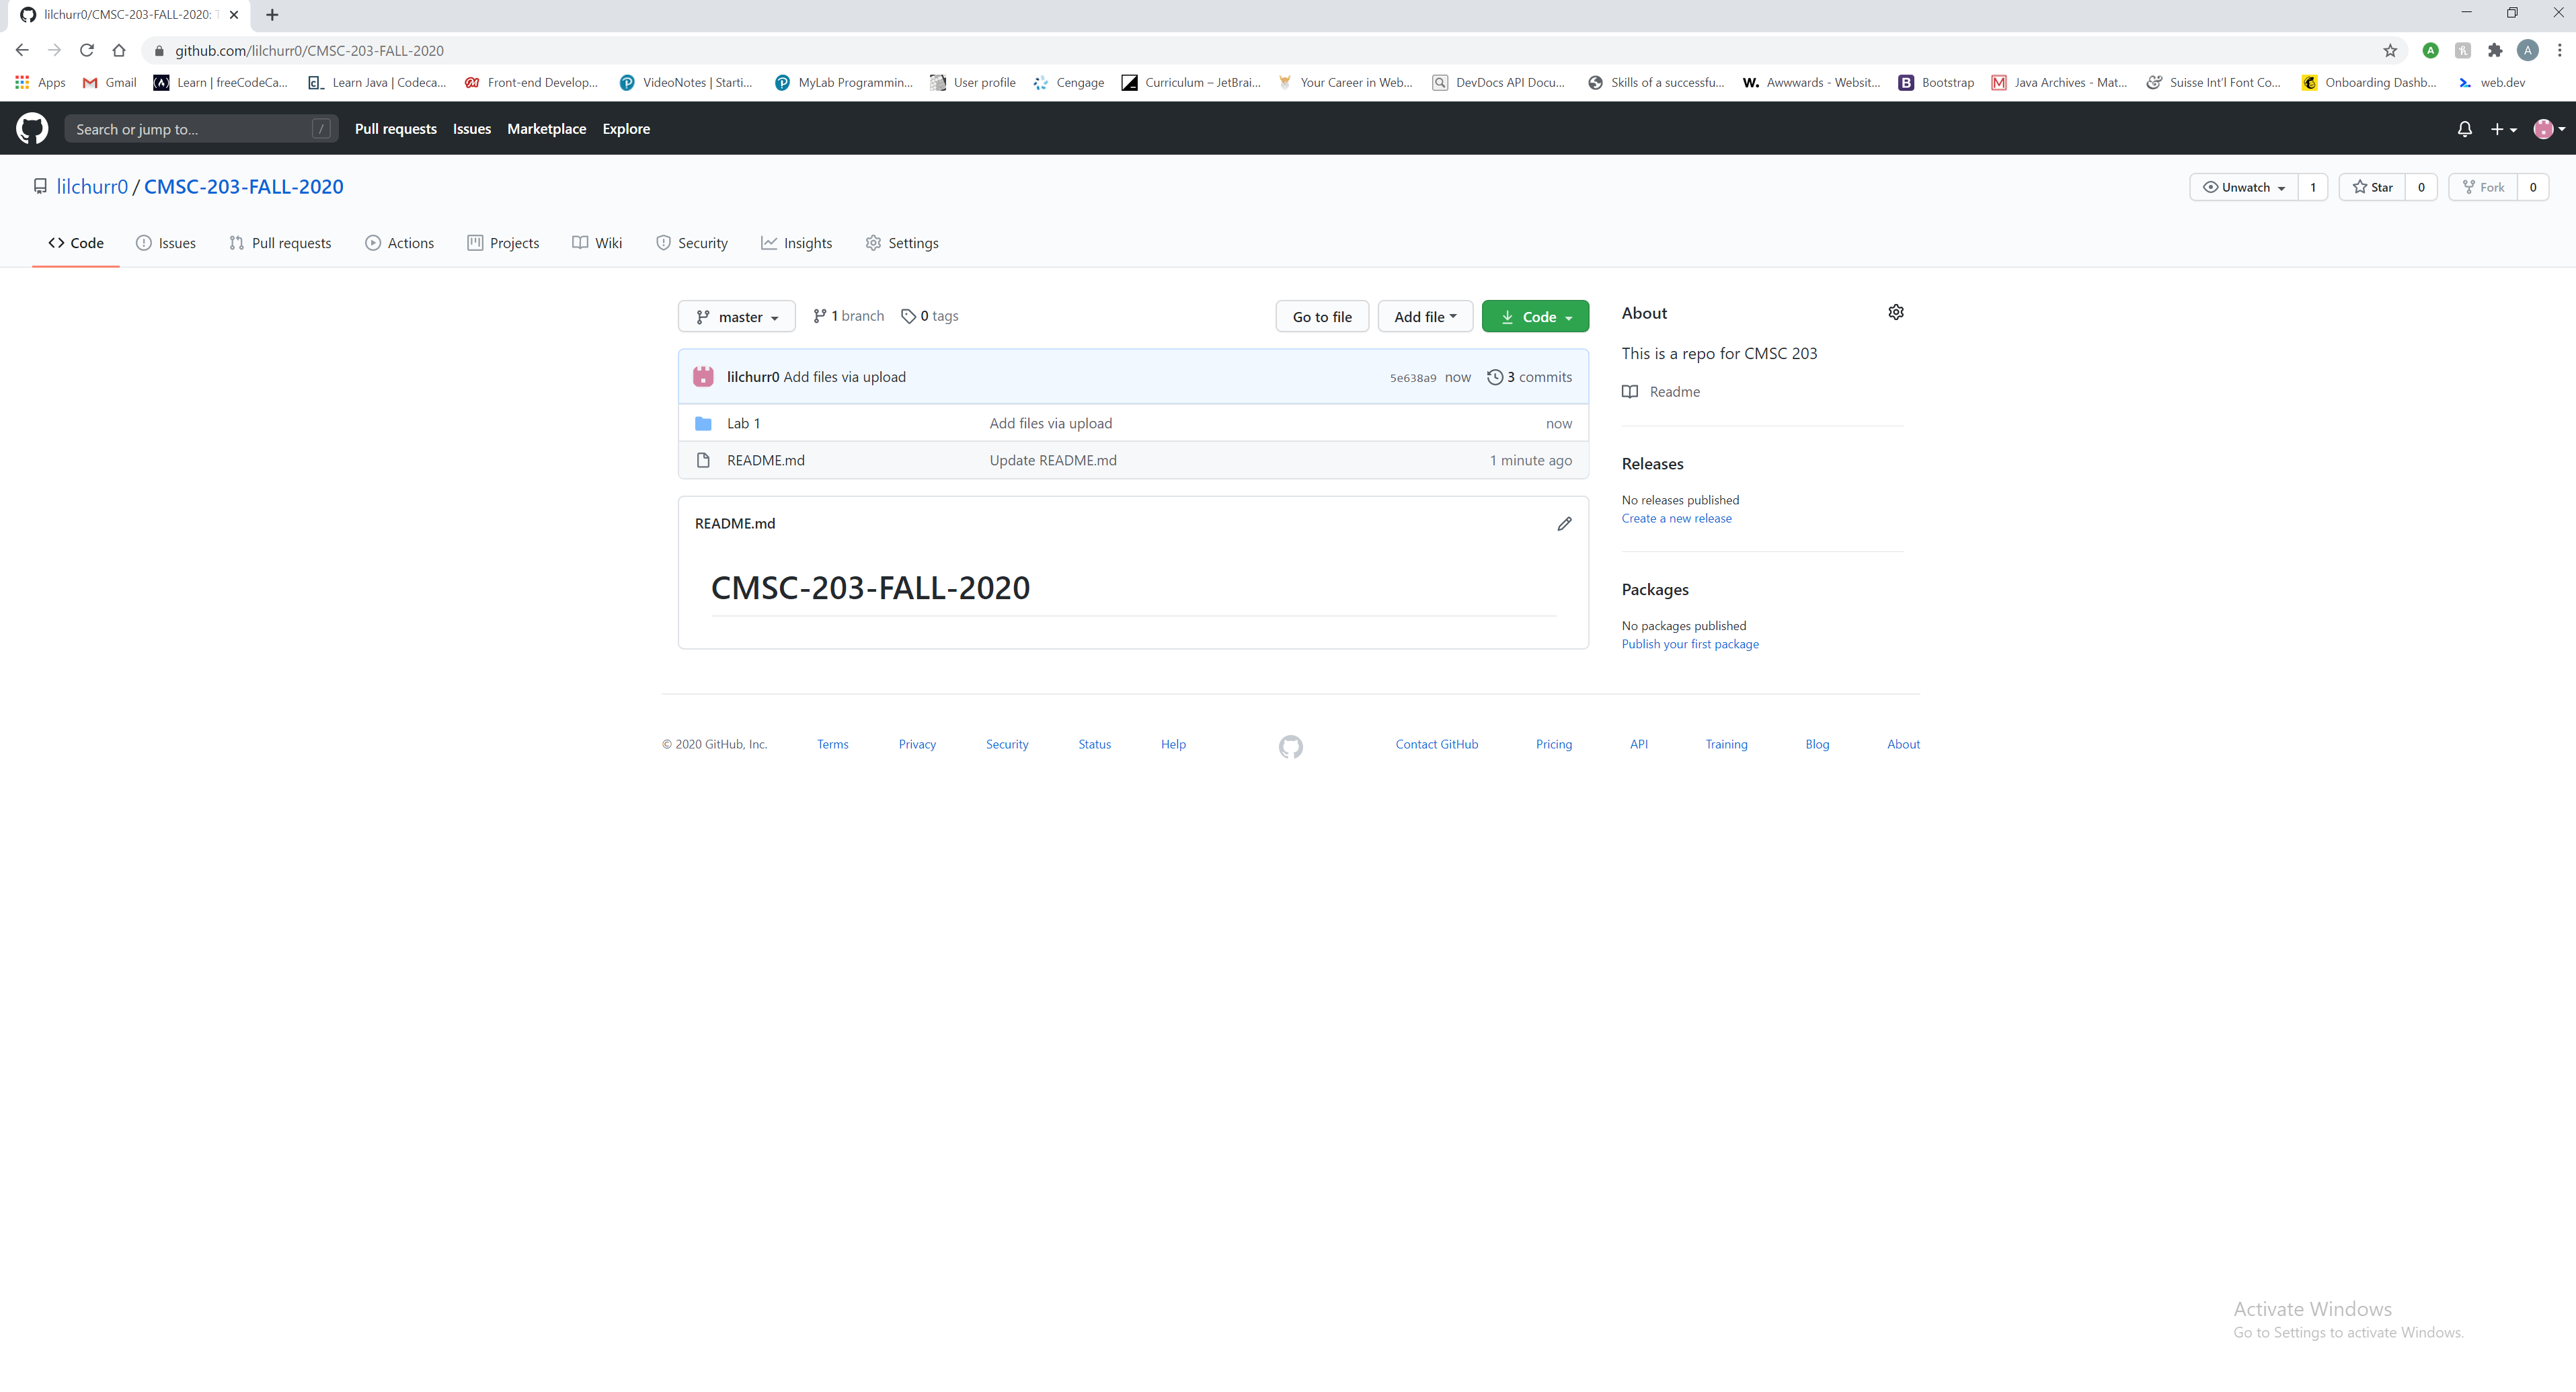 lilchurr0/CMSC-203-FALL-2020:
github.com/lilchurr0/CMSC-203-FALL-2020
Apps Gmail Learn | freeCodeCa... Learn Java | Codeca... Front-end Develop... VideoNotes | Starti... MyLab Programmin... User profile Cengage Curriculum – JetBrai... Your Career in Web... DevDocs API Docu... Skills of a successfu... Awwwards - Websit... Bootstrap Java Archives - Mat... Suisse Int'l Font Co... Onboarding Dashb... web.dev
Search or jump to... / Pull requests Issues Marketplace Explore
lilchurr0 / CMSC-203-FALL-2020 Unwatch 1 Star 0 Fork 0
Code Issues Pull requests Actions Projects Wiki Security Insights Settings
master 1 branch 0 tags Go to file Add file Code
lilchurr0 Add files via upload 5e638a9 now 3 commits
Lab 1 Add files via upload now
README.md Update README.md 1 minute ago
README.md
CMSC-203-FALL-2020
About
This is a repo for CMSC 203
Readme
Releases
No releases published
Create a new release
Packages
No packages published
Publish your first package
© 2020 GitHub, Inc. Terms Privacy Security Status Help Contact GitHub Pricing API Training Blog About
Activate Windows
Go to Settings to activate Windows.